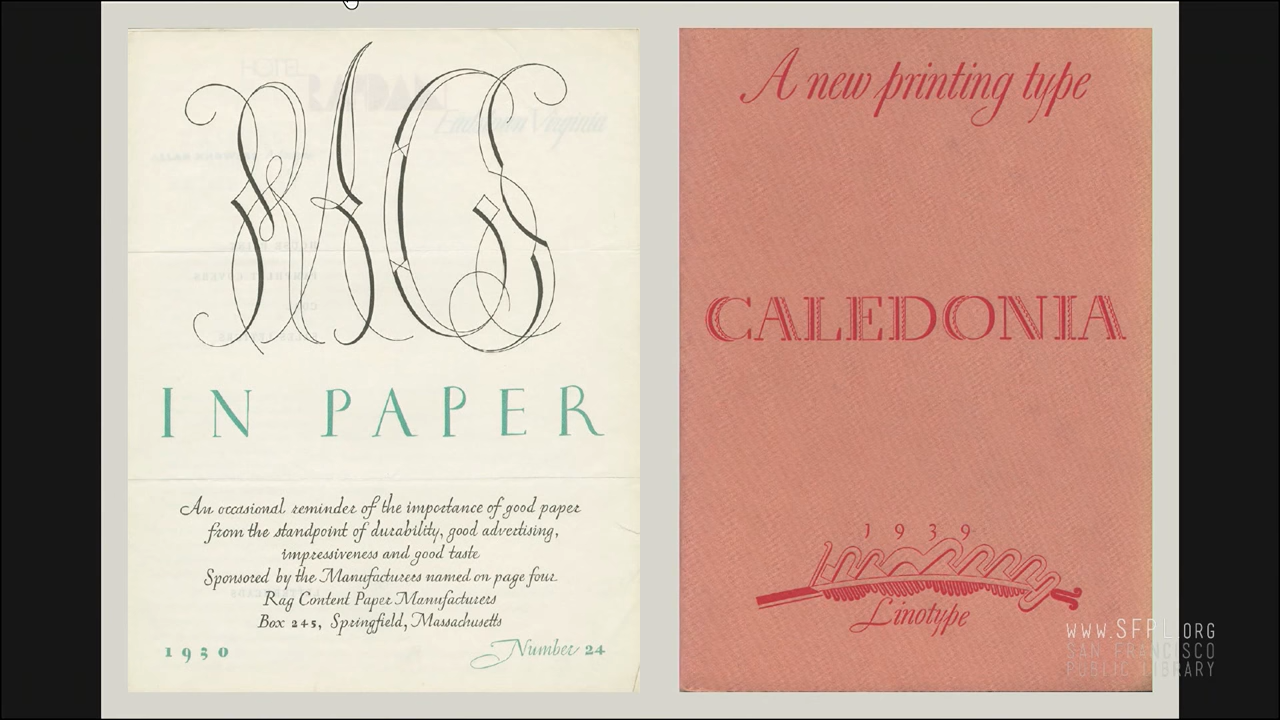 RAGS
IN PAPER
An occasional reminder of the importance of good paper
from the standpoint of durability, good advertising,
impressiveness and good taste
Sponsored by the Manufacturers named on page four.
Rag Content Paper Manufacturers
Box 245, Springfield, Massachusetts
1930
Number 24
A new printing type
CALEDONIA
1939
Linotype
WWW.SFPL.ORG
SAN FRANCISCO
PUBLIC LIBRARY